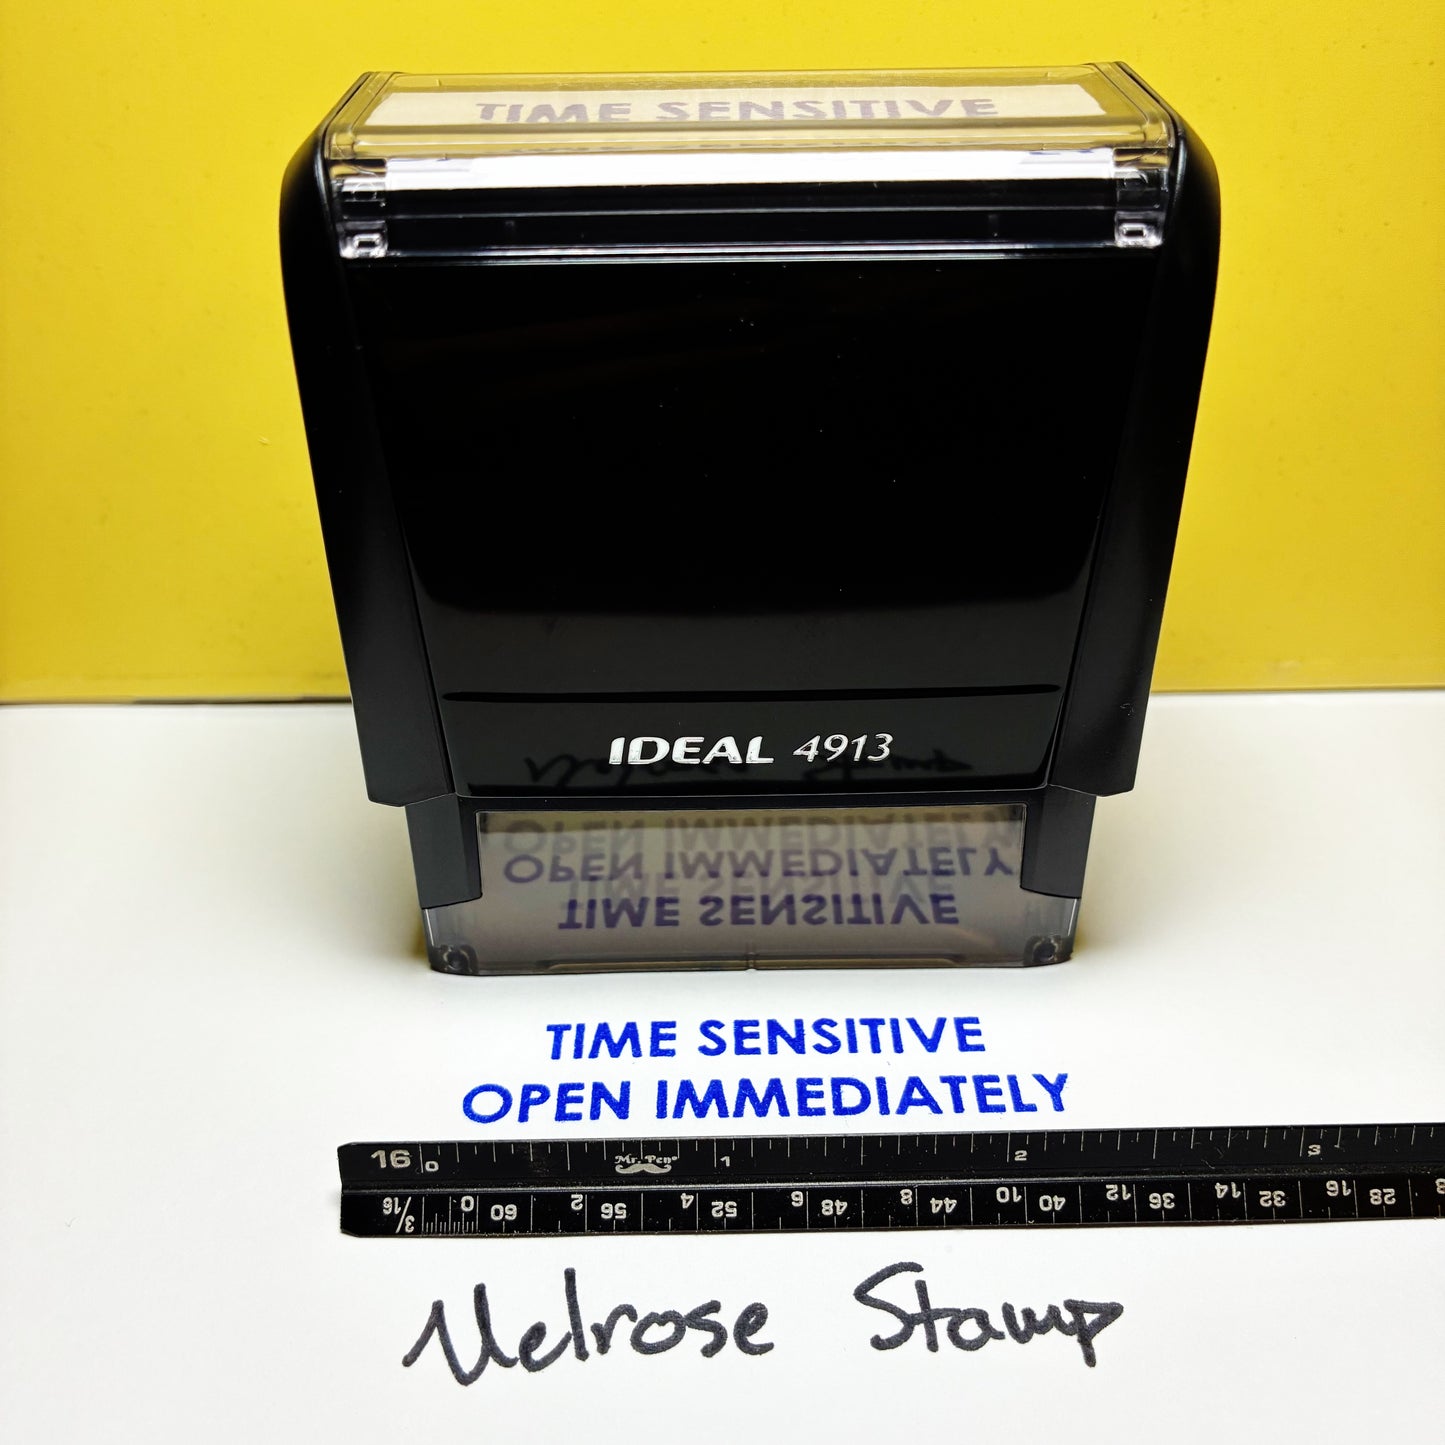 TIME SENSITIVE
IDEAL 4913
OPEN IMMEDIATELY
TIME SENSITIVE
TIME SENSITIVE
OPEN IMMEDIATELY
16 0 Mr. Pen® 1 2 3
3/16 0 60 2 56 4 52 6 48 8 44 10 40 12 36 14 32 16 28
Melrose Stamp